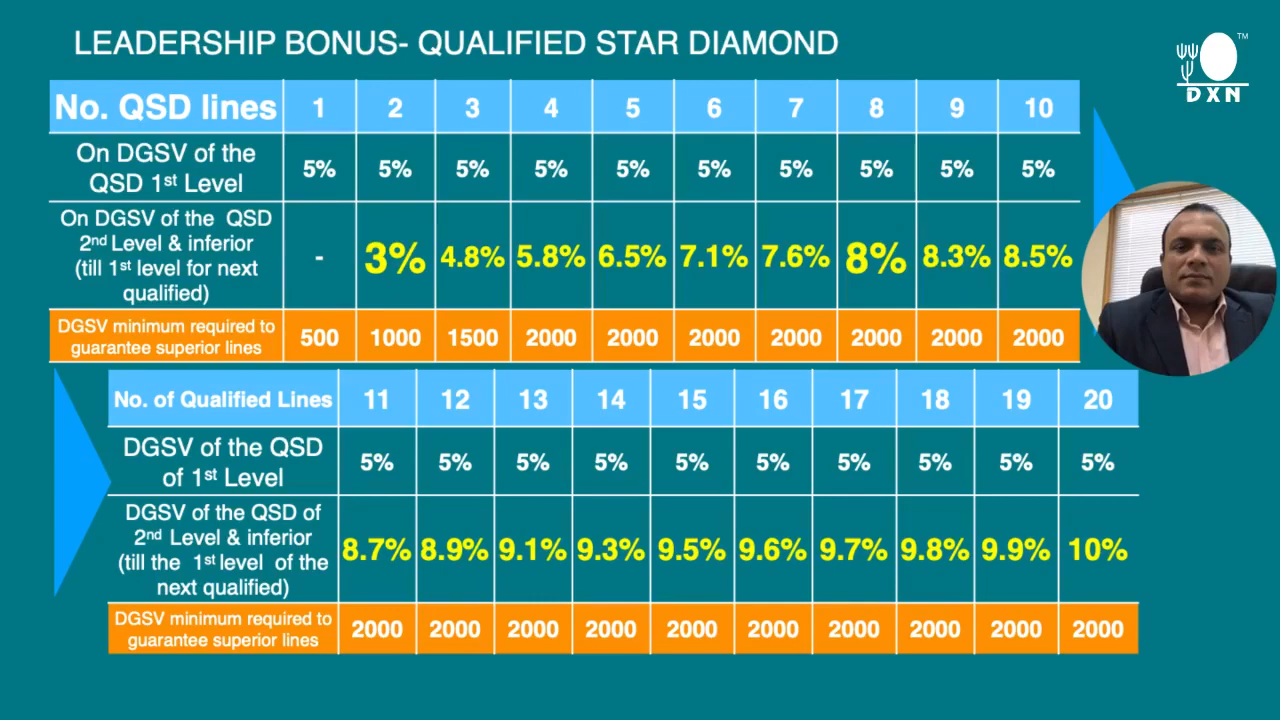 LEADERSHIP BONUS- QUALIFIED STAR DIAMOND
TM
DXN
No. QSD lines 1 2 3 4 5 6 7 8 9 10
On DGSV of the
QSD 1st Level
5% 5% 5% 5% 5% 5% 5% 5% 5% 5%
On DGSV of the QSD
2nd Level & inferior
(till 1st level for next
qualified)
- 3% 4.8% 5.8% 6.5% 7.1% 7.6% 8% 8.3% 8.5%
DGSV minimum required to
guarantee superior lines
500 1000 1500 2000 2000 2000 2000 2000 2000 2000
No. of Qualified Lines 11 12 13 14 15 16 17 18 19 20
DGSV of the QSD
of 1st Level
5% 5% 5% 5% 5% 5% 5% 5% 5% 5%
DGSV of the QSD of
2nd Level & inferior
(till the 1st level of the
next qualified)
8.7% 8.9% 9.1% 9.3% 9.5% 9.6% 9.7% 9.8% 9.9% 10%
DGSV minimum required to
guarantee superior lines
2000 2000 2000 2000 2000 2000 2000 2000 2000 2000